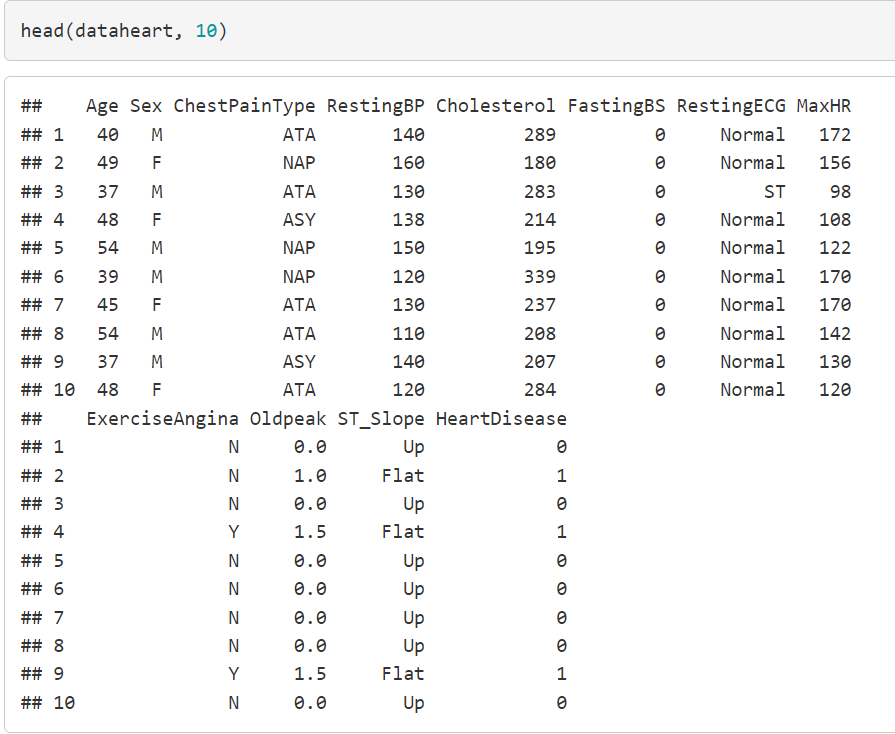 head(dataheart, 10)
##    Age Sex ChestPainType RestingBP Cholesterol FastingBS RestingECG MaxHR
## 1   40   M           ATA       140         289         0     Normal   172
## 2   49   F           NAP       160         180         0     Normal   156
## 3   37   M           ATA       130         283         0         ST    98
## 4   48   F           ASY       138         214         0     Normal   108
## 5   54   M           NAP       150         195         0     Normal   122
## 6   39   M           NAP       120         339         0     Normal   170
## 7   45   F           ATA       130         237         0     Normal   170
## 8   54   M           ATA       110         208         0     Normal   142
## 9   37   M           ASY       140         207         0     Normal   130
## 10  48   F           ATA       120         284         0     Normal   120
##    ExerciseAngina Oldpeak ST_Slope HeartDisease
## 1               N     0.0       Up            0
## 2               N     1.0     Flat            1
## 3               N     0.0       Up            0
## 4               Y     1.5     Flat            1
## 5               N     0.0       Up            0
## 6               N     0.0       Up            0
## 7               N     0.0       Up            0
## 8               N     0.0       Up            0
## 9               Y     1.5     Flat            1
## 10              N     0.0       Up            0